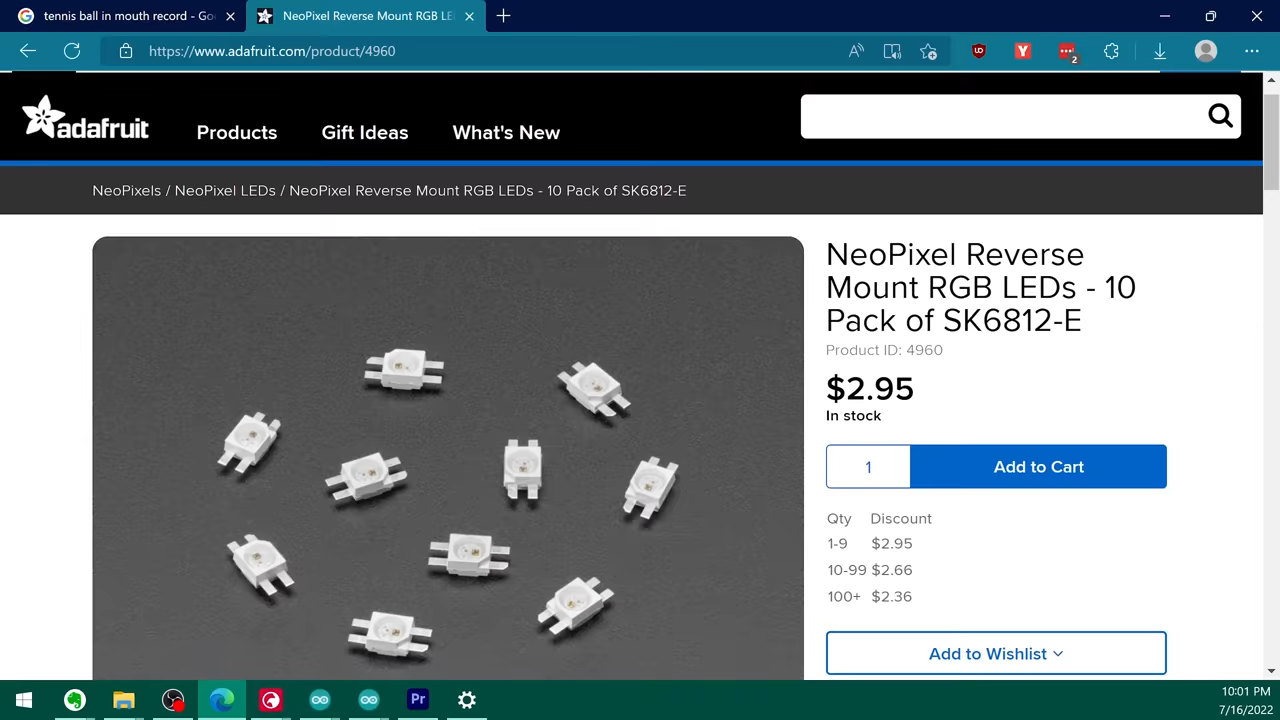 tennis ball in mouth record - Go
NeoPixel Reverse Mount RGB LE
https://www.adafruit.com/product/4960
2
adafruit
Products
Gift Ideas
What's New
NeoPixels / NeoPixel LEDs / NeoPixel Reverse Mount RGB LEDs - 10 Pack of SK6812-E
NeoPixel Reverse
Mount RGB LEDs - 10
Pack of SK6812-E
Product ID: 4960
$2.95
In stock
1
Add to Cart
Qty Discount
1-9 $2.95
10-99 $2.66
100+ $2.36
Add to Wishlist
Pr
10:01 PM
7/16/2022